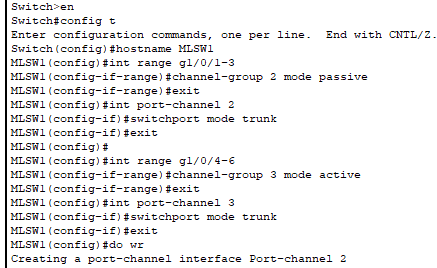 Switch>en
Switch#config t
Enter configuration commands, one per line.  End with CNTL/Z.
Switch(config)#hostname MLSW1
MLSW1(config)#int range g1/0/1-3
MLSW1(config-if-range)#channel-group 2 mode passive
MLSW1(config-if-range)#exit
MLSW1(config)#int port-channel 2
MLSW1(config-if)#switchport mode trunk
MLSW1(config-if)#exit
MLSW1(config)#
MLSW1(config)#int range g1/0/4-6
MLSW1(config-if-range)#channel-group 3 mode active
MLSW1(config-if-range)#exit
MLSW1(config)#int port-channel 3
MLSW1(config-if)#switchport mode trunk
MLSW1(config-if)#exit
MLSW1(config)#do wr
Creating a port-channel interface Port-channel 2